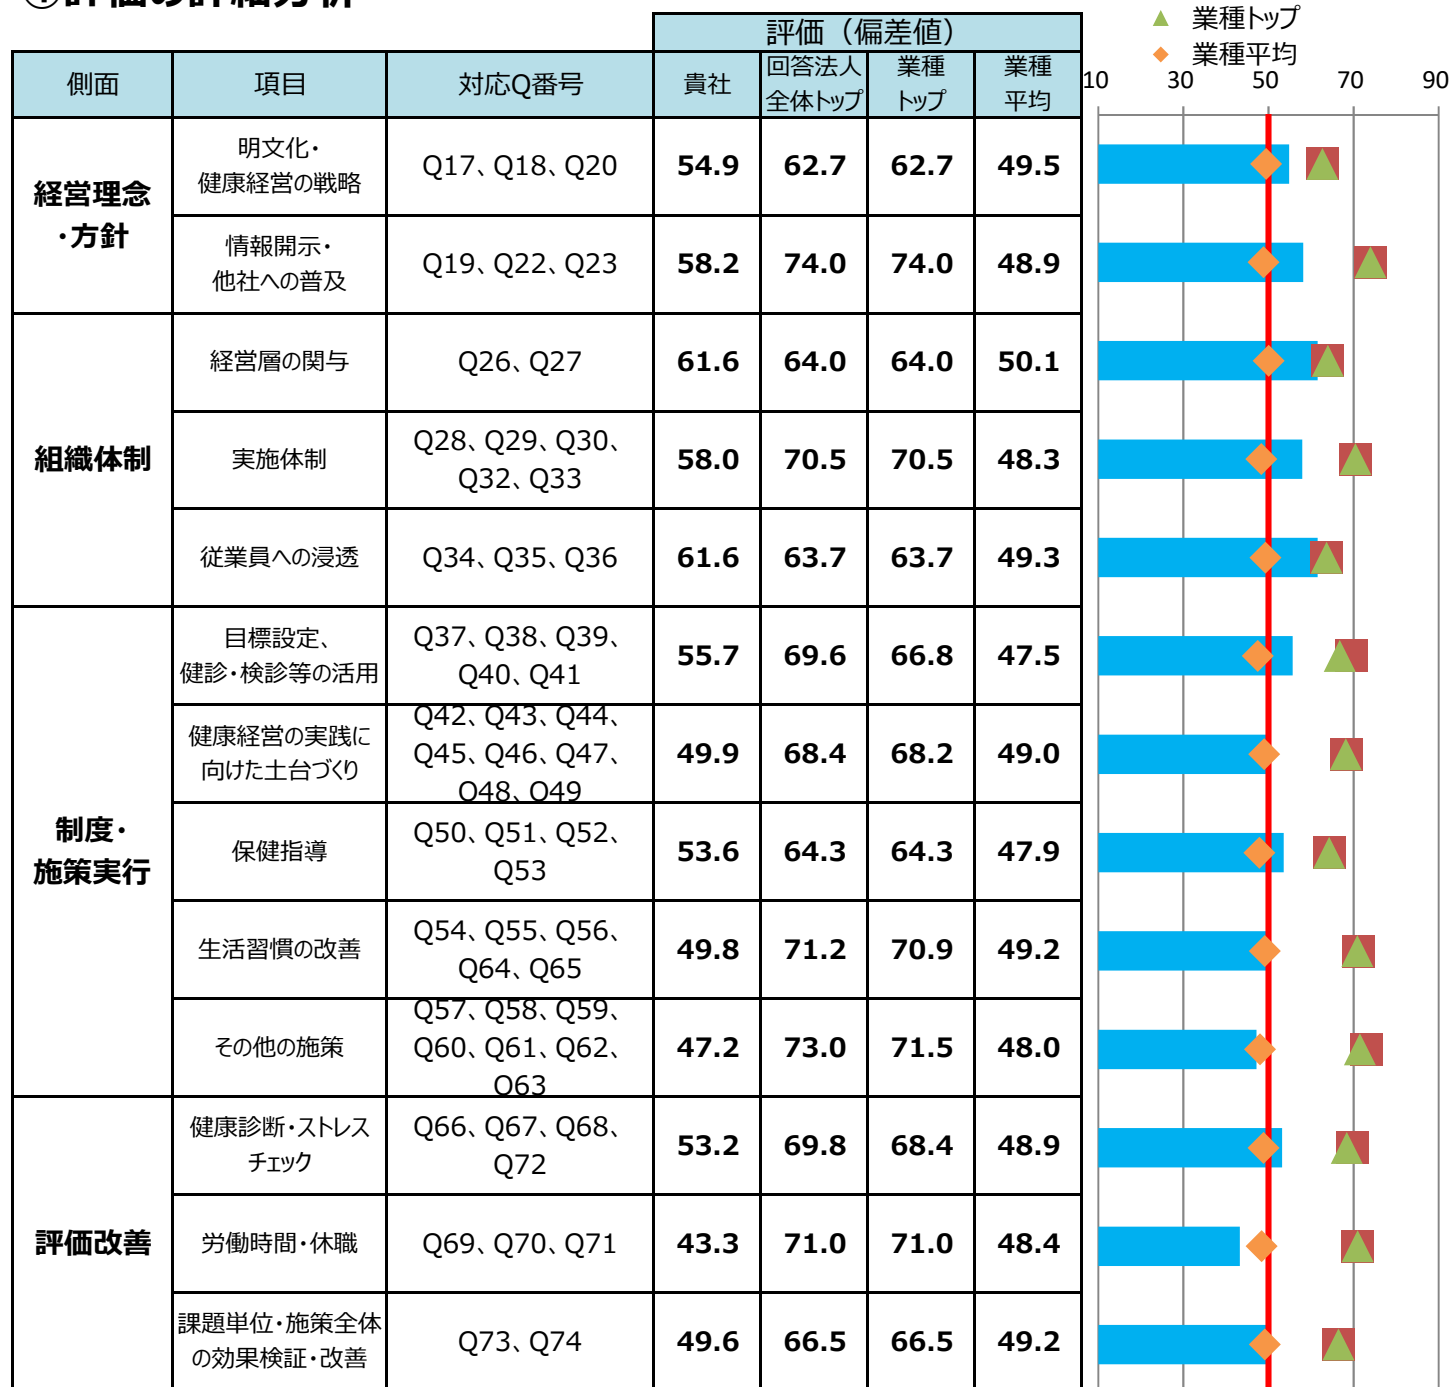 ①評価の詳細分析
▲ 業種トップ
◆ 業種平均
評価（偏差値）
側面 項目 対応Q番号 貴社 回答法人 業種 業種
全体トップ トップ 平均
10 30 50 70 90
経営理念
・方針
明文化・
健康経営の戦略
Q17、Q18、Q20
54.9 62.7 62.7 49.5
情報開示・
他社への普及
Q19、Q22、Q23
58.2 74.0 74.0 48.9
組織体制
経営層の関与
Q26、Q27
61.6 64.0 64.0 50.1
実施体制
Q28、Q29、Q30、
Q32、Q33
58.0 70.5 70.5 48.3
従業員への浸透
Q34、Q35、Q36
61.6 63.7 63.7 49.3
制度・
施策実行
目標設定、
健診・検診等の活用
Q37、Q38、Q39、
Q40、Q41
55.7 69.6 66.8 47.5
健康経営の実践に
向けた土台づくり
Q42、Q43、Q44、
Q45、Q46、Q47、
Q48、Q49
49.9 68.4 68.2 49.0
保健指導
Q50、Q51、Q52、
Q53
53.6 64.3 64.3 47.9
生活習慣の改善
Q54、Q55、Q56、
Q64、Q65
49.8 71.2 70.9 49.2
その他の施策
Q57、Q58、Q59、
Q60、Q61、Q62、
Q63
47.2 73.0 71.5 48.0
評価改善
健康診断・ストレス
チェック
Q66、Q67、Q68、
Q72
53.2 69.8 68.4 48.9
労働時間・休職
Q69、Q70、Q71
43.3 71.0 71.0 48.4
課題単位・施策全体
の効果検証・改善
Q73、Q74
49.6 66.5 66.5 49.2